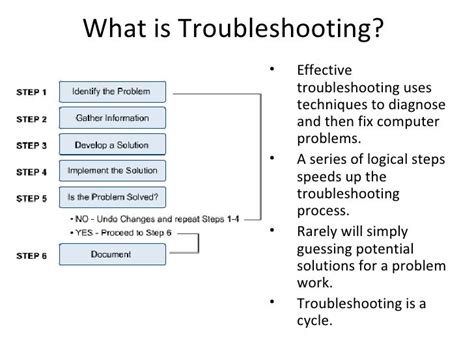 What is Troubleshooting?
STEP 1 Identify the Problem
STEP 2 Gather Information
STEP 3 Develop a Solution
STEP 4 Implement the Solution
STEP 5 Is the Problem Solved?
• NO - Undo Changes and repeat Steps 1-4
• YES - Proceed to Step 6
STEP 6 Document
• Effective
troubleshooting uses
techniques to diagnose
and then fix computer
problems.
• A series of logical steps
speeds up the
troubleshooting
process.
• Rarely will simply
guessing potential
solutions for a problem
work.
• Troubleshooting is a
cycle.